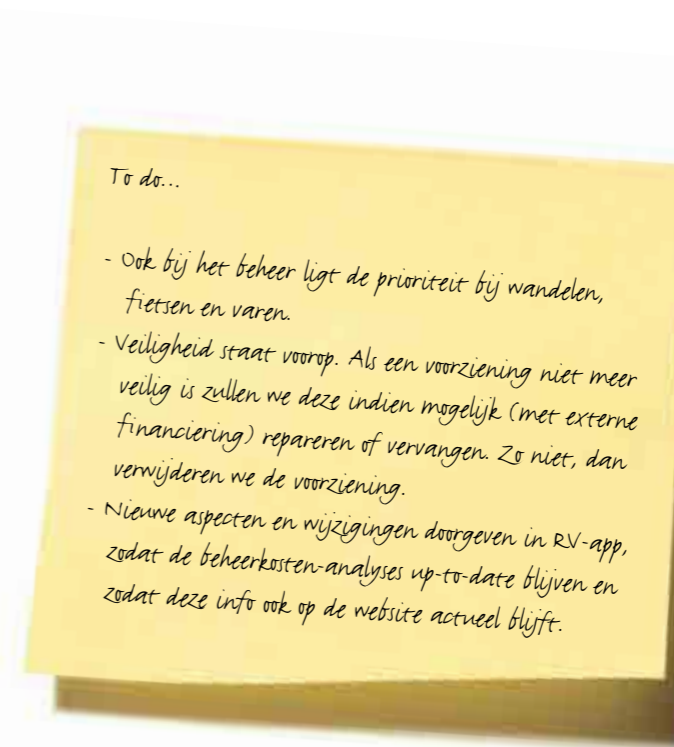 To do...
- Ook bij het beheer ligt de prioriteit bij wandelen,
fietsen en varen.
- Veiligheid staat voorop. Als een voorziening niet meer
veilig is zullen we deze indien mogelijk (met externe
financiering) repareren of vervangen. Zo niet, dan
verwijderen we de voorziening.
- Nieuwe aspecten en wijzigingen doorgeven in RV-app,
zodat de beheerkosten-analyses up-to-date blijven en
zodat deze info ook op de website actueel blijft.